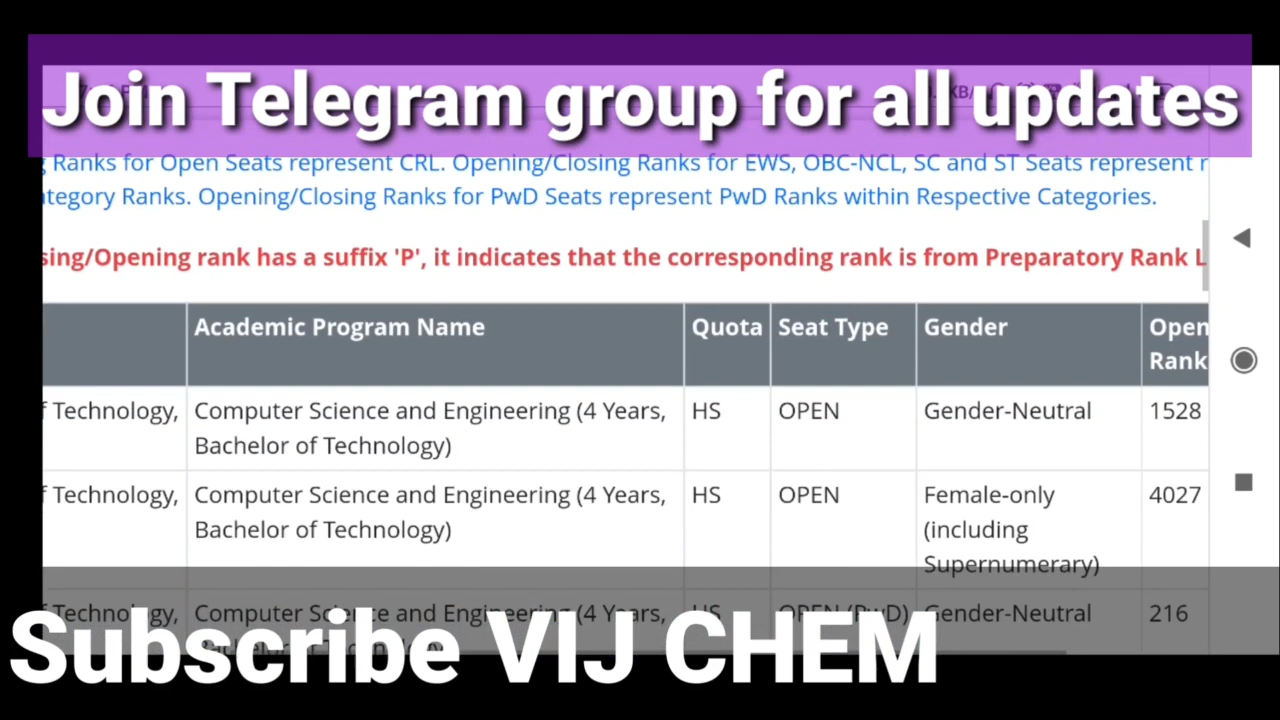 Join Telegram group for all updates
g Ranks for Open Seats represent CRL. Opening/Closing Ranks for EWS, OBC-NCL, SC and ST Seats represent r
ategory Ranks. Opening/Closing Ranks for PwD Seats represent PwD Ranks within Respective Categories.
sing/Opening rank has a suffix 'P', it indicates that the corresponding rank is from Preparatory Rank L
Academic Program Name Quota Seat Type Gender Open
Rank
f Technology, Computer Science and Engineering (4 Years, HS OPEN Gender-Neutral 1528
Bachelor of Technology)
f Technology, Computer Science and Engineering (4 Years, HS OPEN Female-only 4027
Bachelor of Technology) (including
Supernumerary)
f Technology, Computer Science and Engineering (4 Years, HS OPEN (PwD) Gender-Neutral 216
Subscribe VIJ CHEM